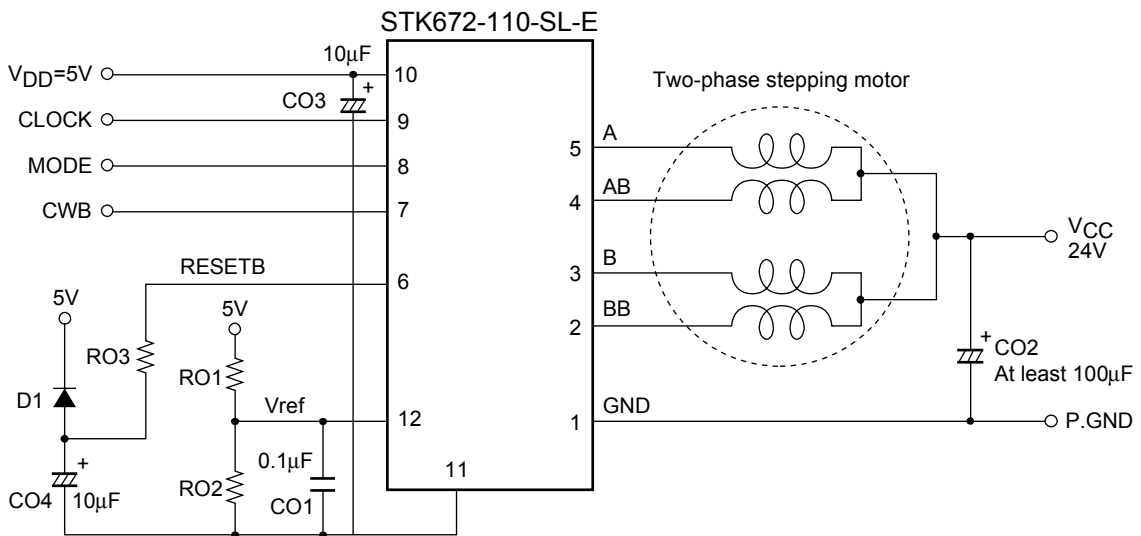 STK672-110-SL-E
10µF
VDD=5V
10
CO3
+
CLOCK
9
MODE
8
CWB
7
RESETB
6
5V
5V
RO3
RO1
D1
Vref
12
+
0.1µF
11
CO4
10µF
RO2
CO1
Two-phase stepping motor
5
A
4
AB
3
B
2
BB
VCC
24V
+
CO2
At least 100µF
1
GND
P.GND